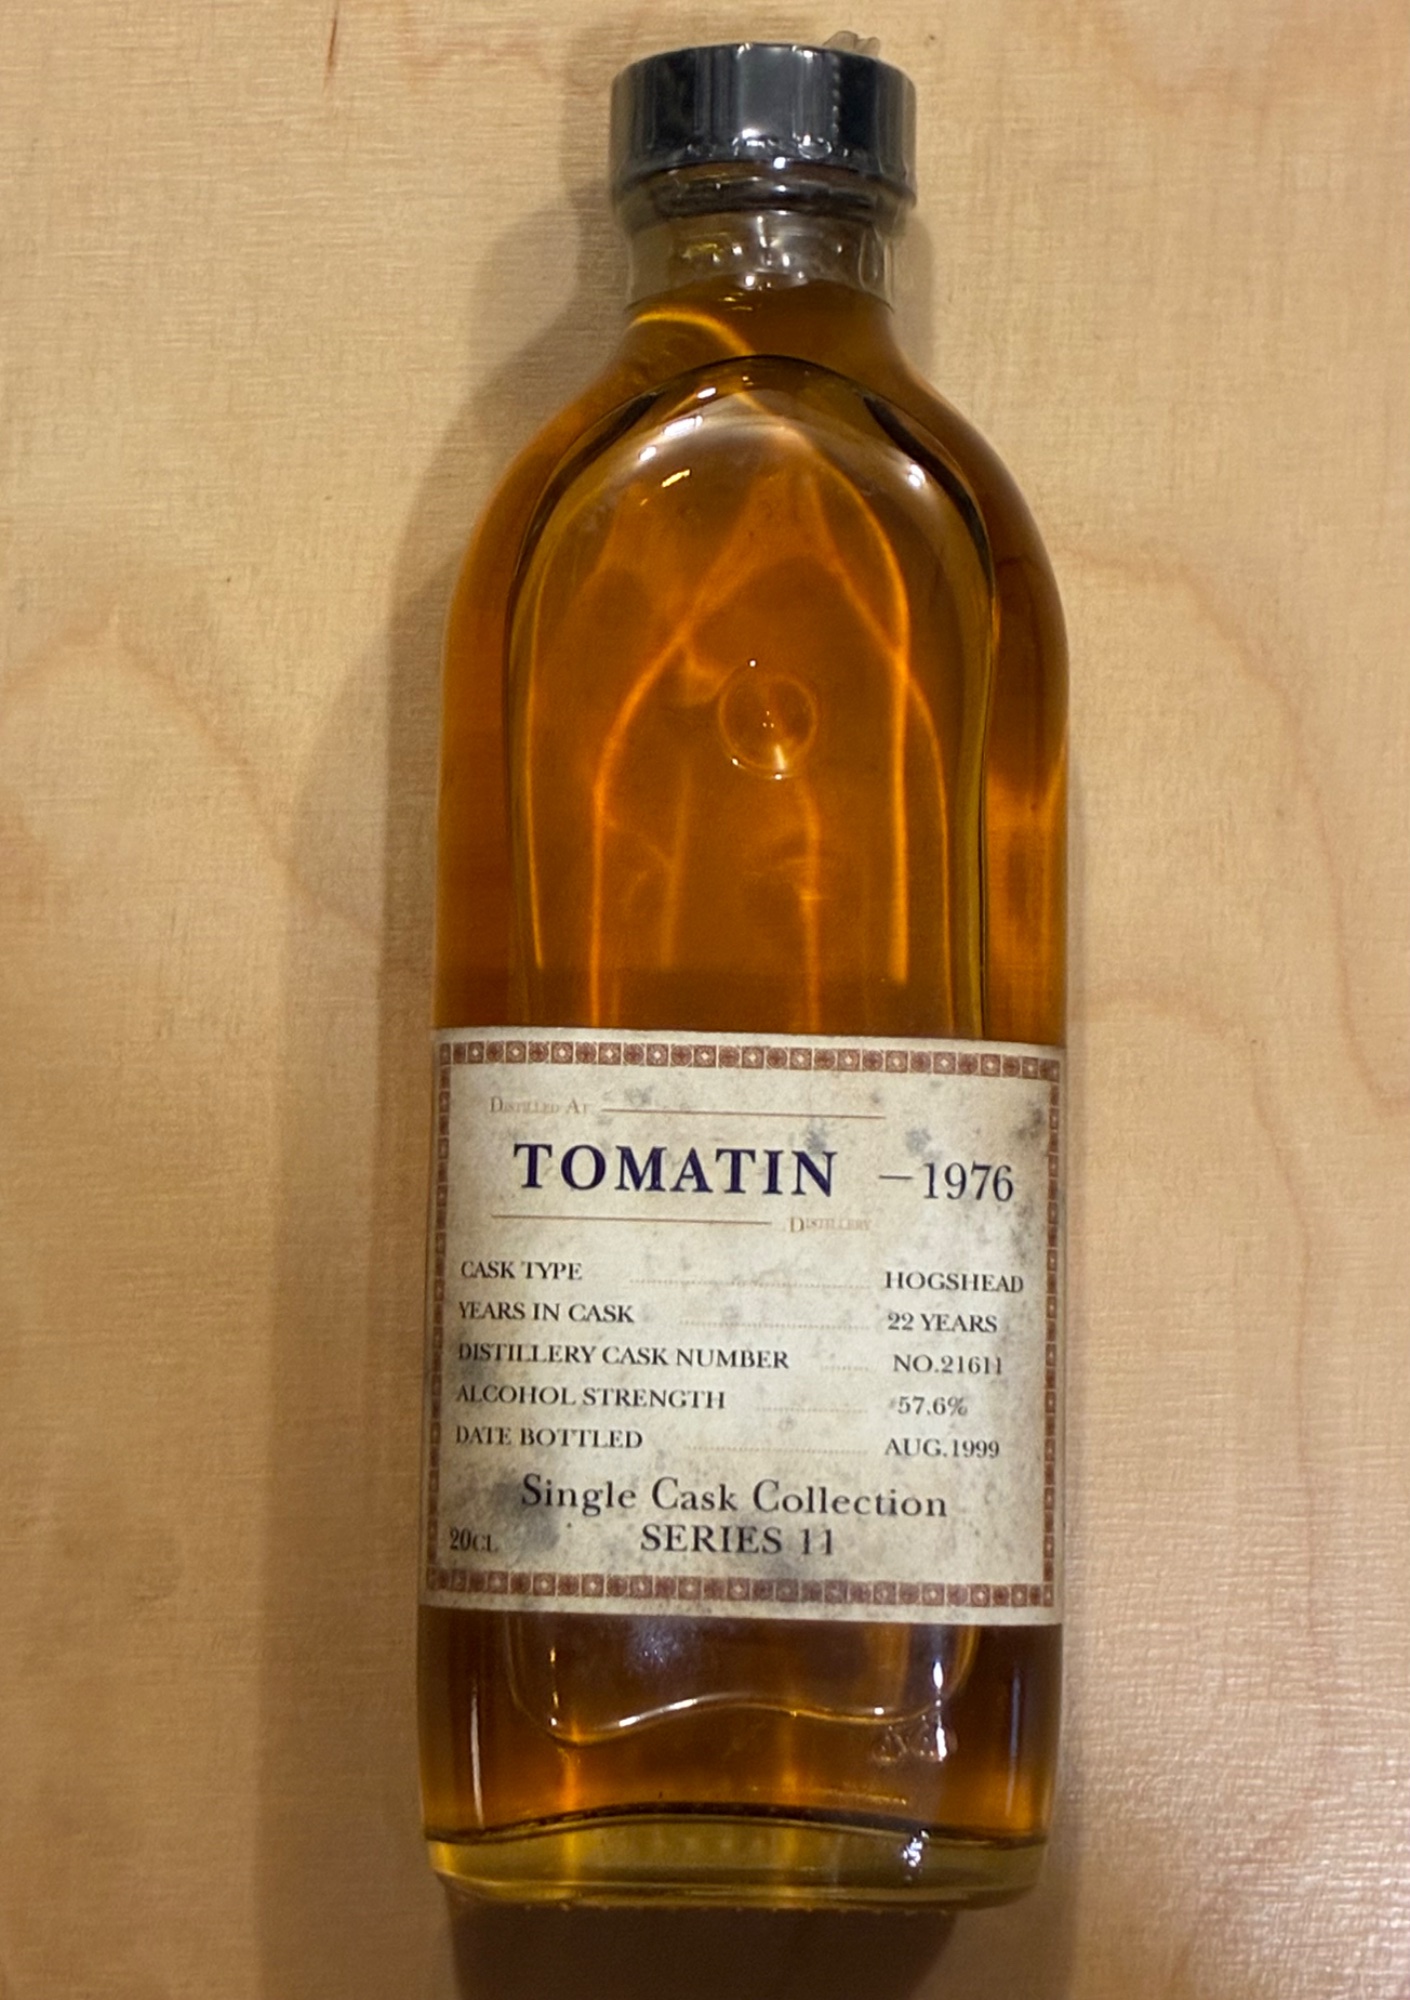 DISTILLED AT
TOMATIN – 1976
DISTILLERY
CASK TYPE HOGSHEAD
YEARS IN CASK 22 YEARS
DISTILLERY CASK NUMBER NO.21611
ALCOHOL STRENGTH 57.6%
DATE BOTTLED AUG.1999
Single Cask Collection
20CL SERIES 11